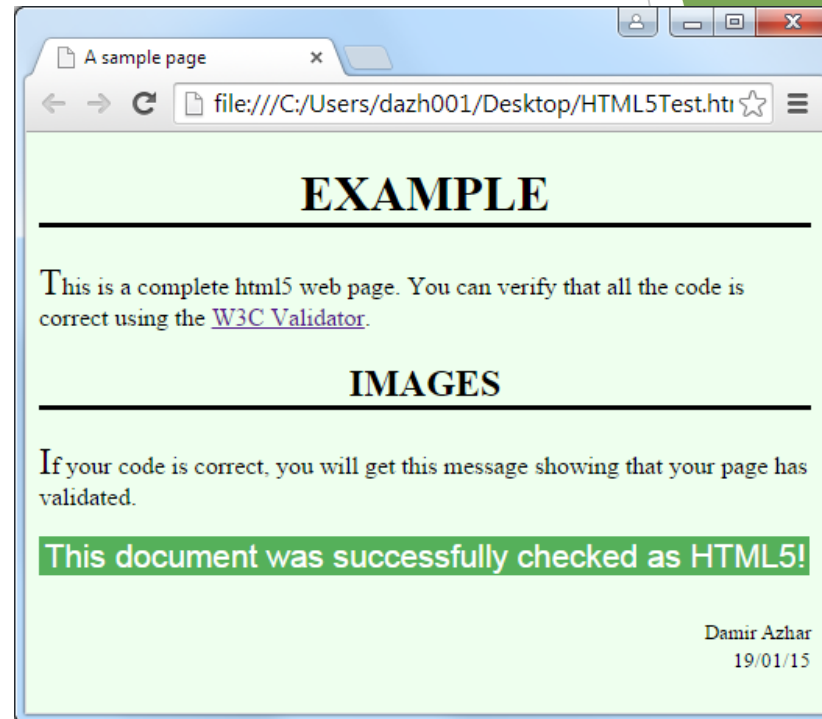 A sample page
file:///C:/Users/dazh001/Desktop/HTML5Test.htm
EXAMPLE
This is a complete html5 web page. You can verify that all the code is
correct using the W3C Validator.
IMAGES
If your code is correct, you will get this message showing that your page has
validated.
This document was successfully checked as HTML5!
Damir Azhar
19/01/15